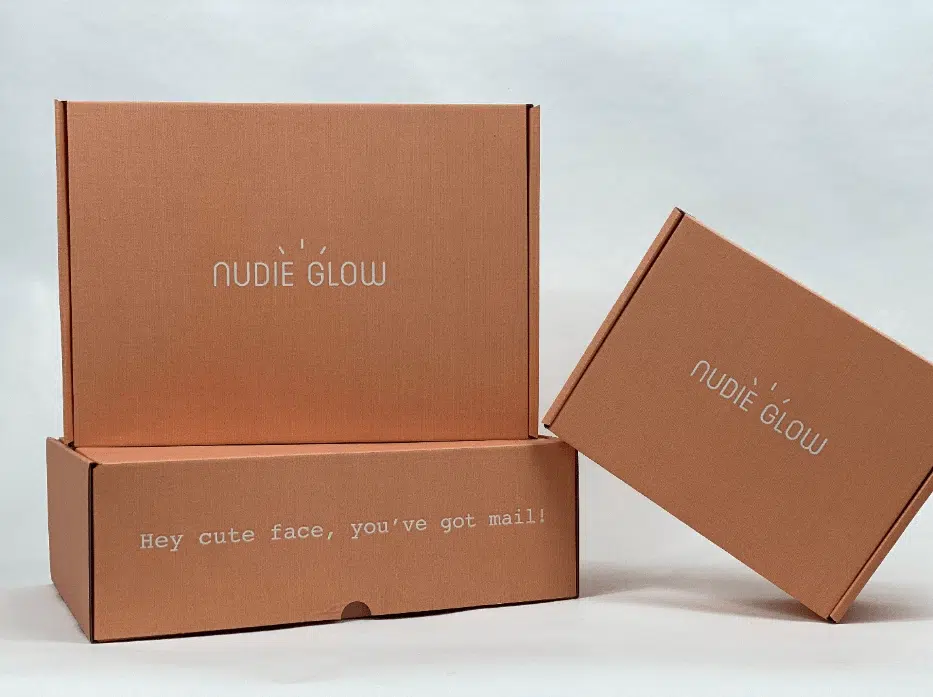 NUDIE GLOW
Hey cute face, you've got mail!
NUDIE GLOW